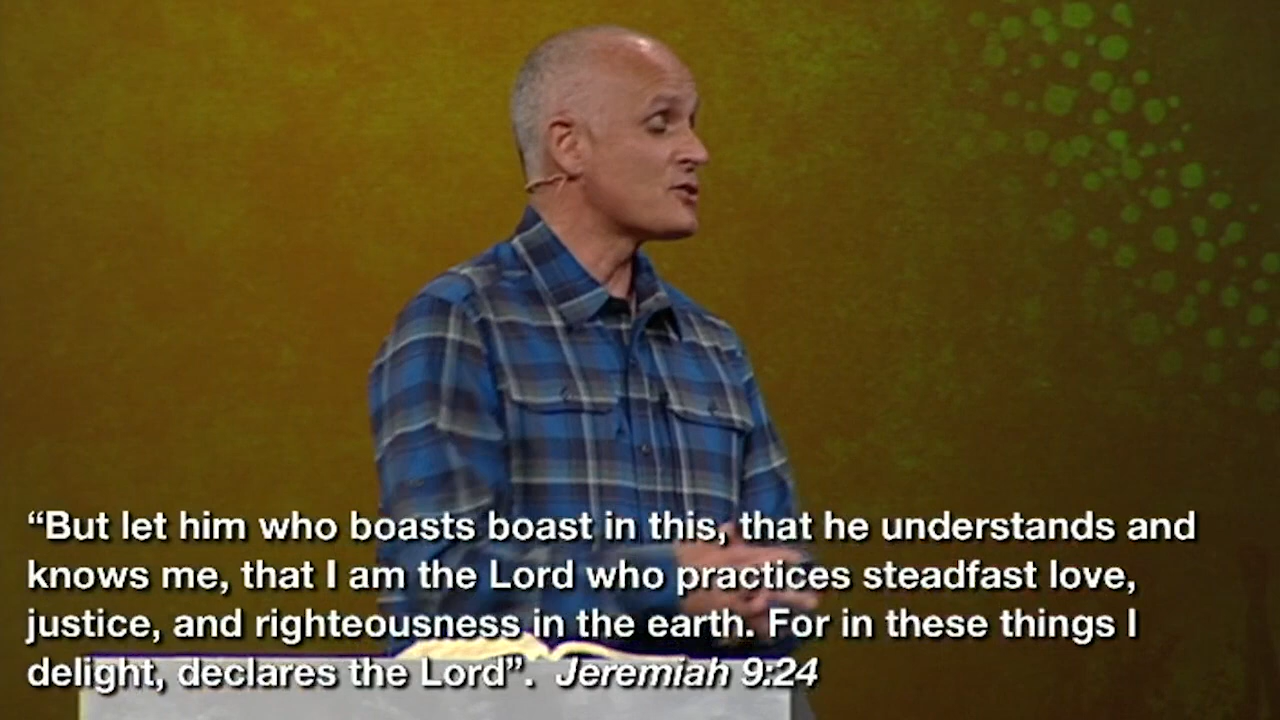 “But let him who boasts boast in this, that he understands and
knows me, that I am the Lord who practices steadfast love,
justice, and righteousness in the earth. For in these things I
delight, declares the Lord”. Jeremiah 9:24